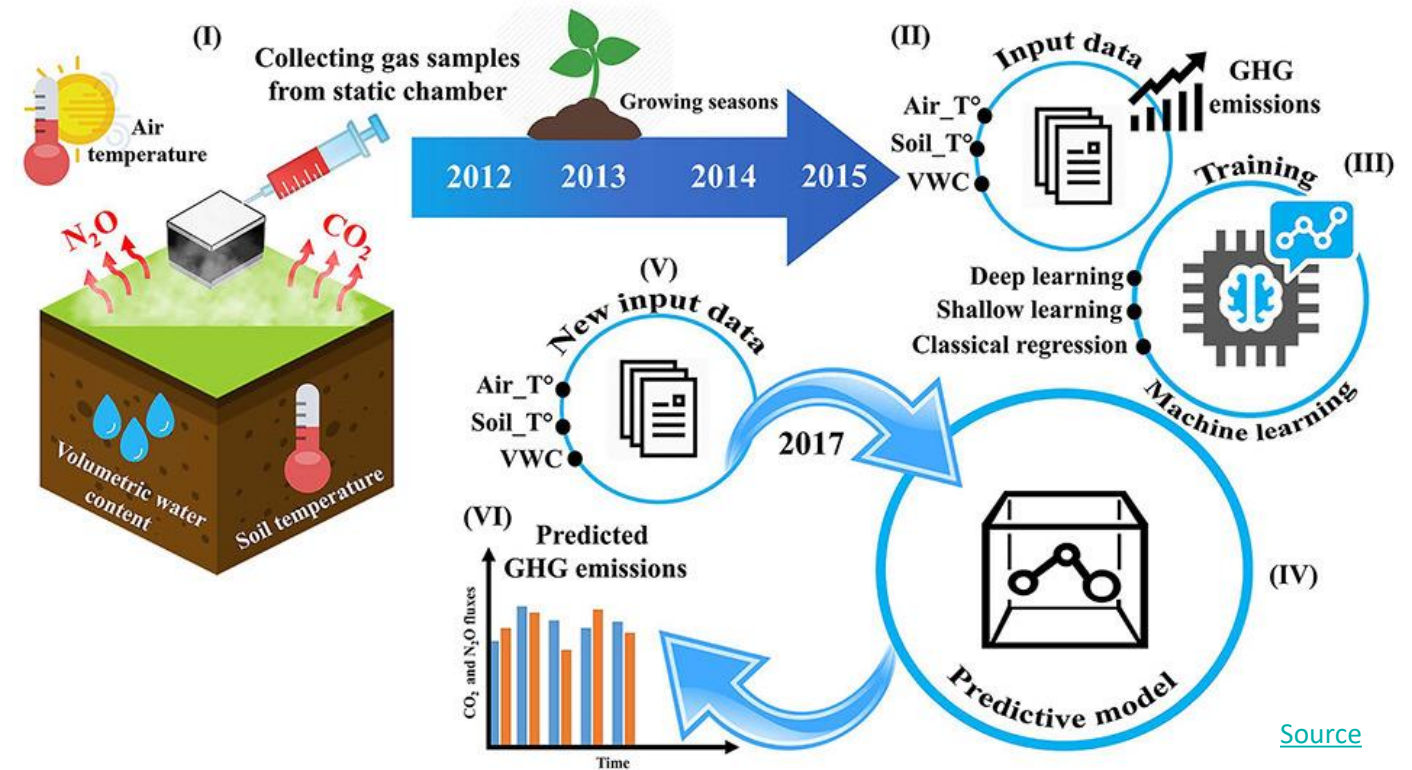 (I)
Collecting gas samples
from static chamber
Air
temperature
N₂O
CO₂
Volumetric water
content
Soil temperature
Growing seasons
2012
2013
2014
2015
(II)
Input data
GHG
emissions
Air_T°
Soil_T°
VWC
(III)
Training
Deep learning
Shallow learning
Classical regression
Machine learning
(IV)
Predictive model
(V)
New input data
Air_T°
Soil_T°
VWC
2017
(VI)
Predicted
GHG emissions
CO₂ and N₂O fluxes
Time
Source